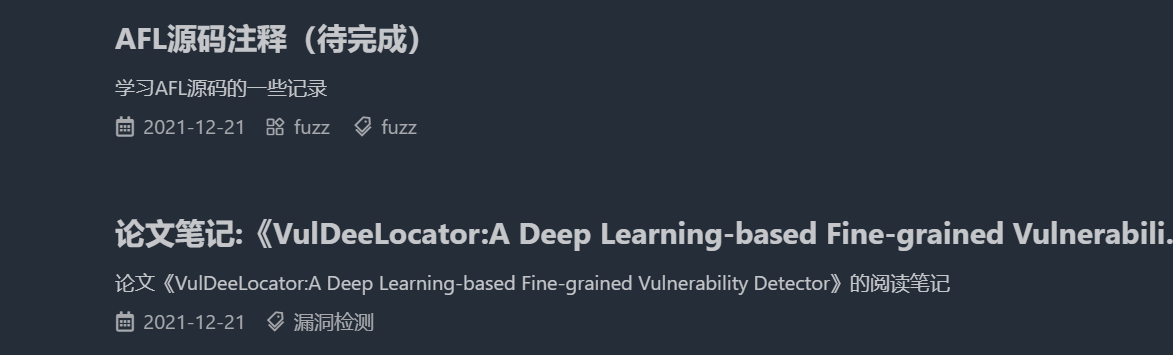 AFL源码注释（待完成）
学习AFL源码的一些记录
2021-12-21 fuzz fuzz
论文笔记:《VulDeeLocator:A Deep Learning-based Fine-grained Vulnerabili.
论文《VulDeeLocator:A Deep Learning-based Fine-grained Vulnerability Detector》的阅读笔记
2021-12-21 漏洞检测